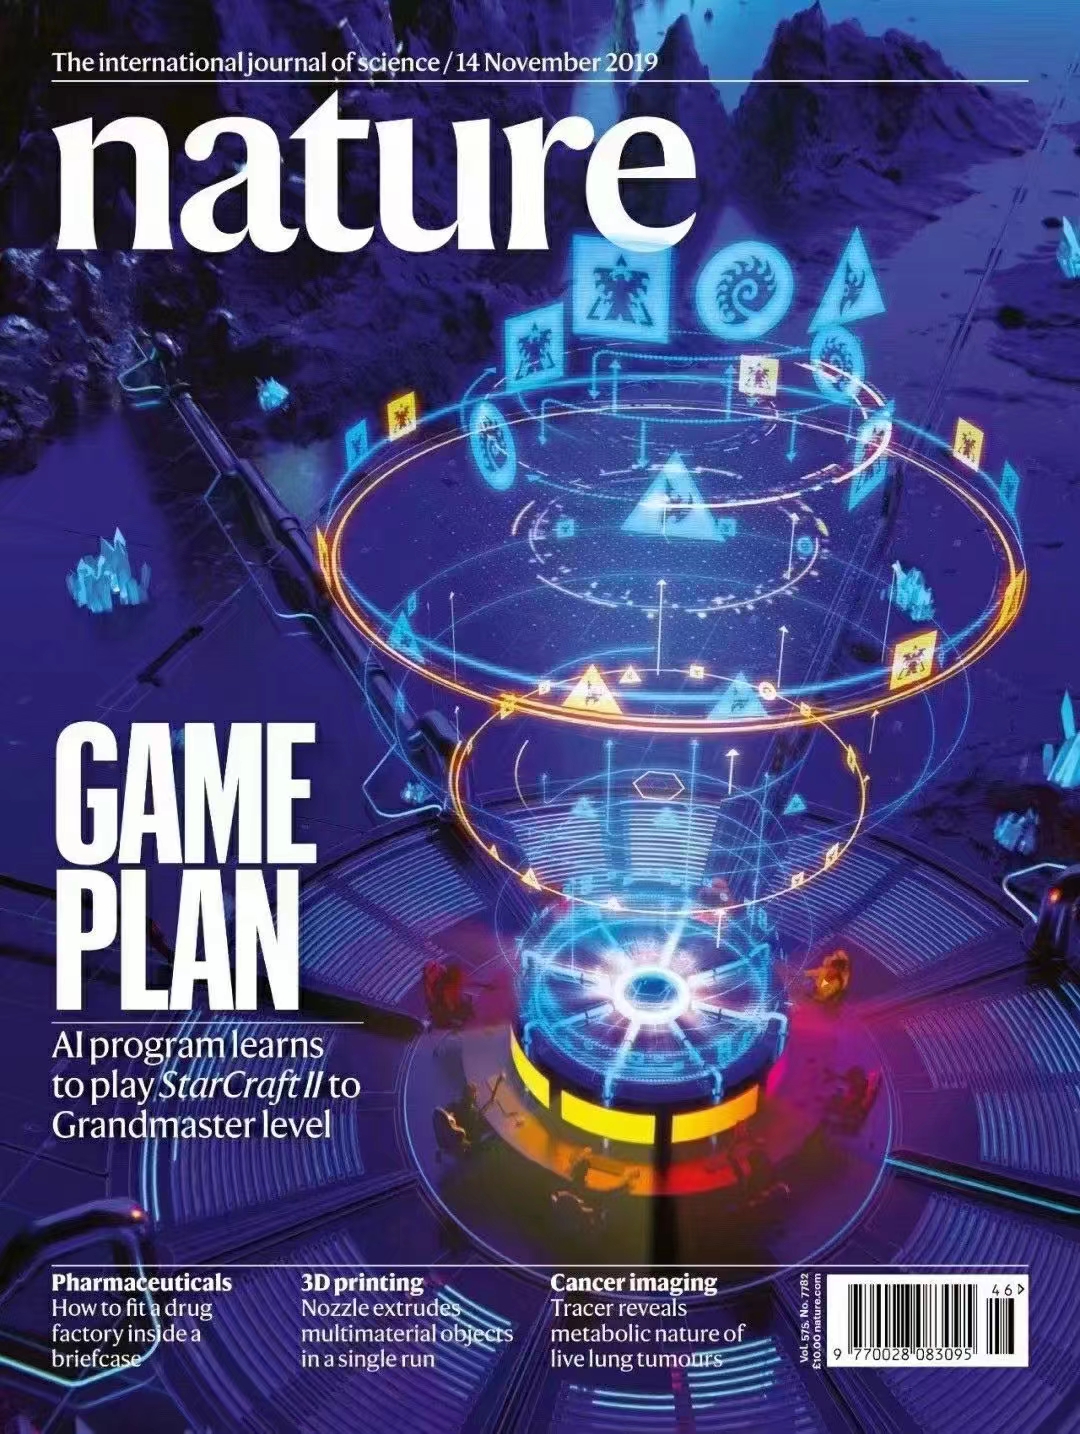 The international journal of science / 14 November 2019
nature
GAME
PLAN
AI program learns
to play StarCraft II to
Grandmaster level
Pharmaceuticals
How to fit a drug
factory inside a
briefcase
3D printing
Nozzle extrudes
multimaterial objects
in a single run
Cancer imaging
Tracer reveals
metabolic nature of
live lung tumours
Vol. 575, No. 7782
£10.00 nature.com
46>
9 770028 083095